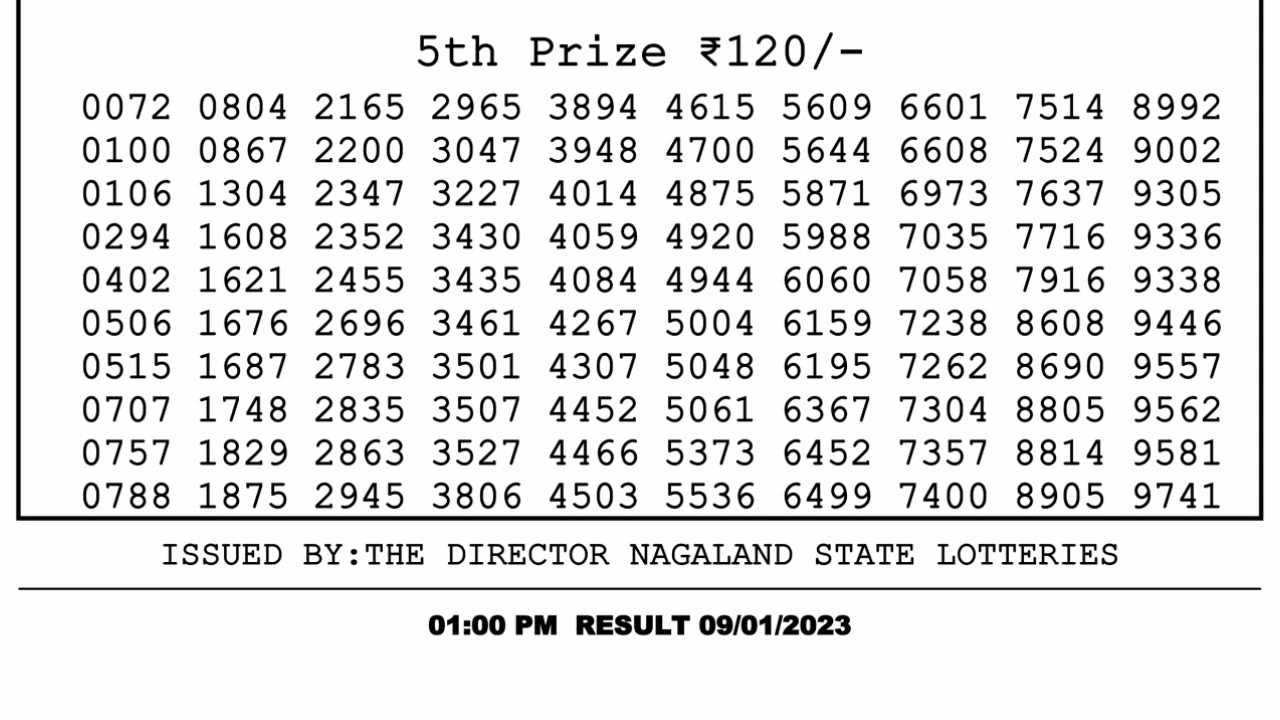 5th Prize ₹120/-
0072 0804 2165 2965 3894 4615 5609 6601 7514 8992
0100 0867 2200 3047 3948 4700 5644 6608 7524 9002
0106 1304 2347 3227 4014 4875 5871 6973 7637 9305
0294 1608 2352 3430 4059 4920 5988 7035 7716 9336
0402 1621 2455 3435 4084 4944 6060 7058 7916 9338
0506 1676 2696 3461 4267 5004 6159 7238 8608 9446
0515 1687 2783 3501 4307 5048 6195 7262 8690 9557
0707 1748 2835 3507 4452 5061 6367 7304 8805 9562
0757 1829 2863 3527 4466 5373 6452 7357 8814 9581
0788 1875 2945 3806 4503 5536 6499 7400 8905 9741
ISSUED BY:THE DIRECTOR NAGALAND STATE LOTTERIES
01:00 PM RESULT 09/01/2023